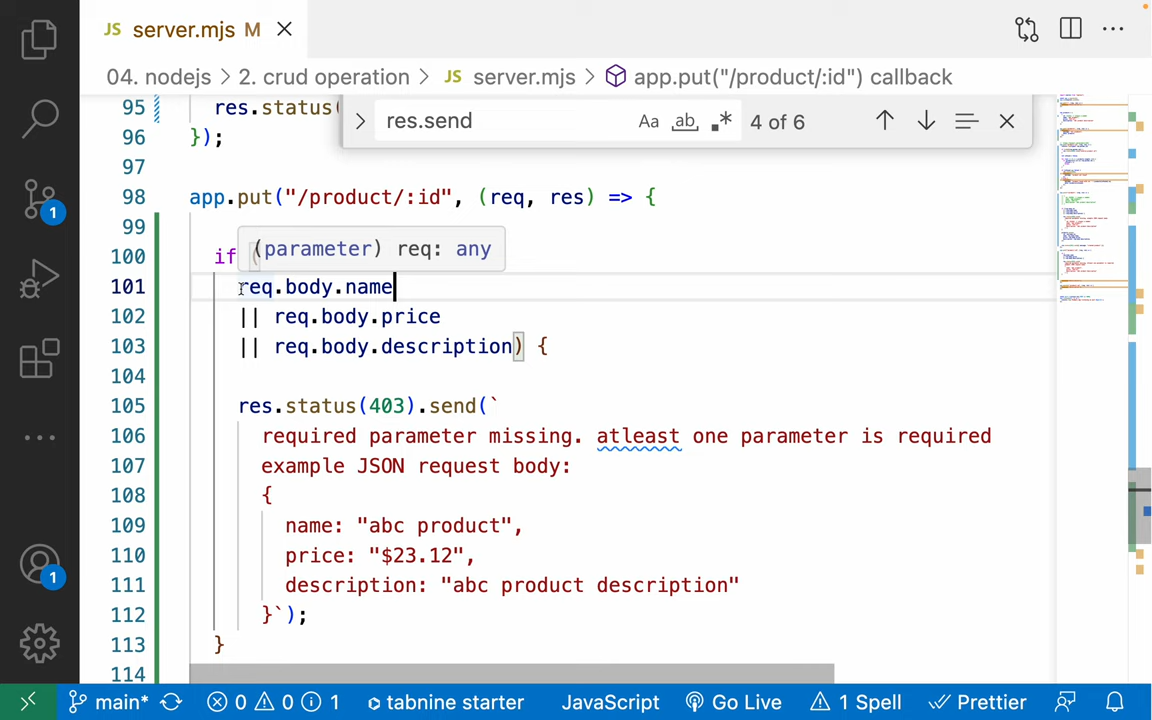 JS server.mjs M
04. nodejs > 2. crud operation > JS server.mjs > app.put("/product/:id") callback
res.send Aa ab .* 4 of 6
95 res.status(
96 });
97
98 app.put("/product/:id", (req, res) => {
99
(parameter) req: any
100 if (
101 req.body.name
102 || req.body.price
103 || req.body.description) {
104
105 res.status(403).send(`
106 required parameter missing. atleast one parameter is required
107 example JSON request body:
108 {
109 name: "abc product",
110 price: "$23.12",
111 description: "abc product description"
112 }`);
113 }
114
1
1
main* 0 0 1 tabnine starter JavaScript Go Live 1 Spell Prettier